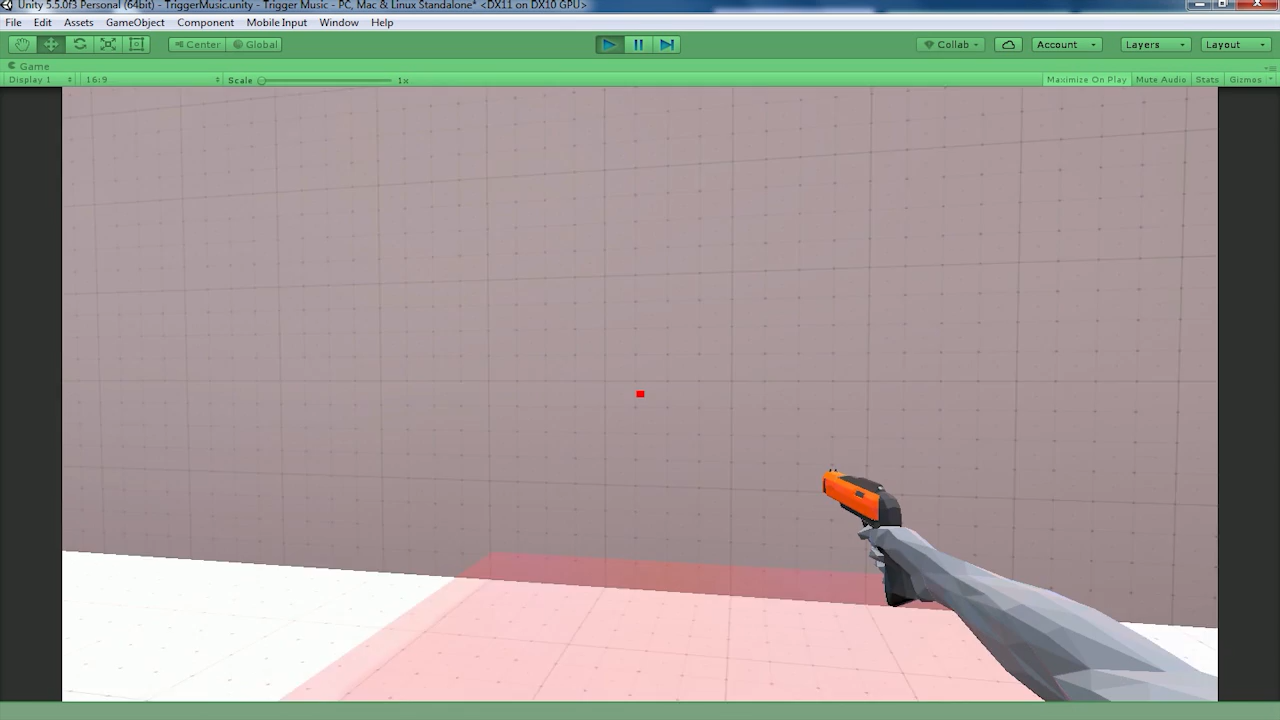 Unity 5.5.0f3 Personal (64bit) - TriggerMusic.unity - Trigger Music - PC, Mac & Linux Standalone* <DX11 on DX10 GPU>
File Edit Assets GameObject Component Mobile Input Window Help
Center Global Collab Account Layers Layout
Game
Display 1 16:9 Scale 1x Maximize On Play Mute Audio Stats Gizmos